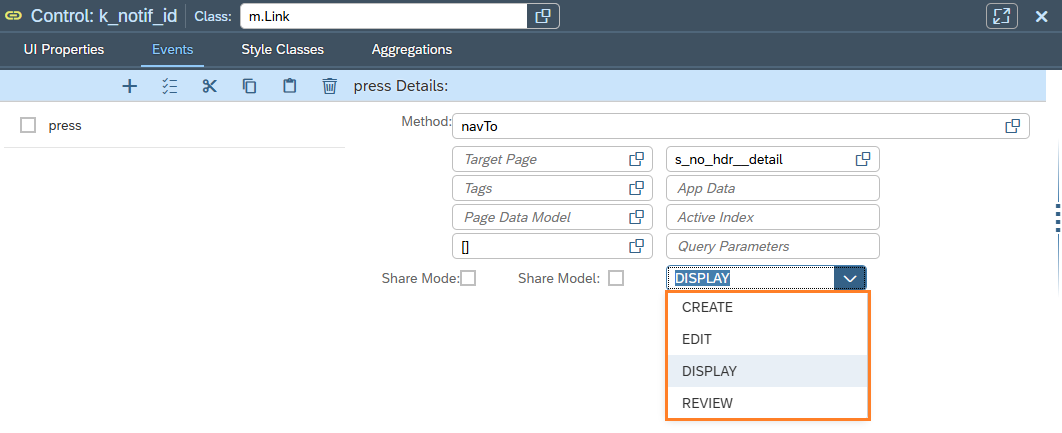 Control: k_notif_id Class: m.Link
UI Properties Events Style Classes Aggregations
press Details:
press
Method: navTo
Target Page s_no_hdr__detail
Tags App Data
Page Data Model Active Index
[] Query Parameters
Share Mode: Share Model: DISPLAY
CREATE
EDIT
DISPLAY
REVIEW